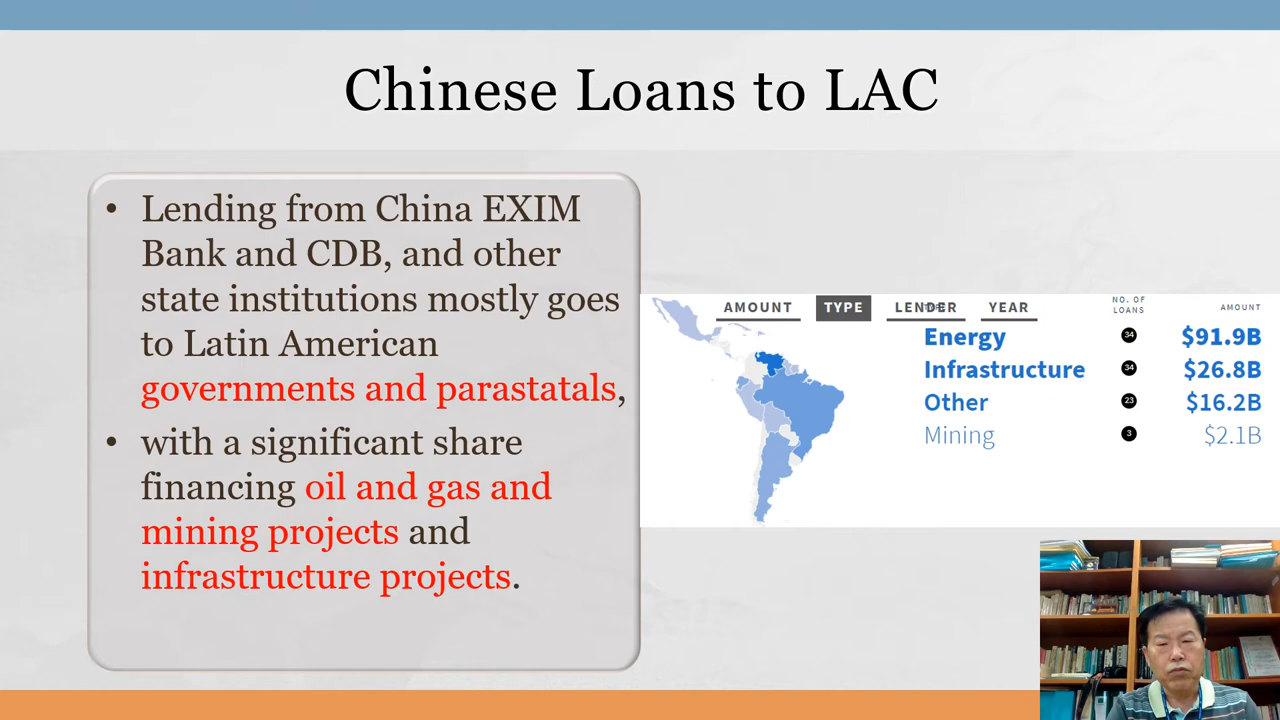 Chinese Loans to LAC
• Lending from China EXIM
Bank and CDB, and other
state institutions mostly goes
to Latin American
governments and parastatals,
• with a significant share
financing oil and gas and
mining projects and
infrastructure projects.
AMOUNT TYPE LENDER YEAR NO. OF LOANS AMOUNT
Energy 34 $91.9B
Infrastructure 34 $26.8B
Other 23 $16.2B
Mining 3 $2.1B